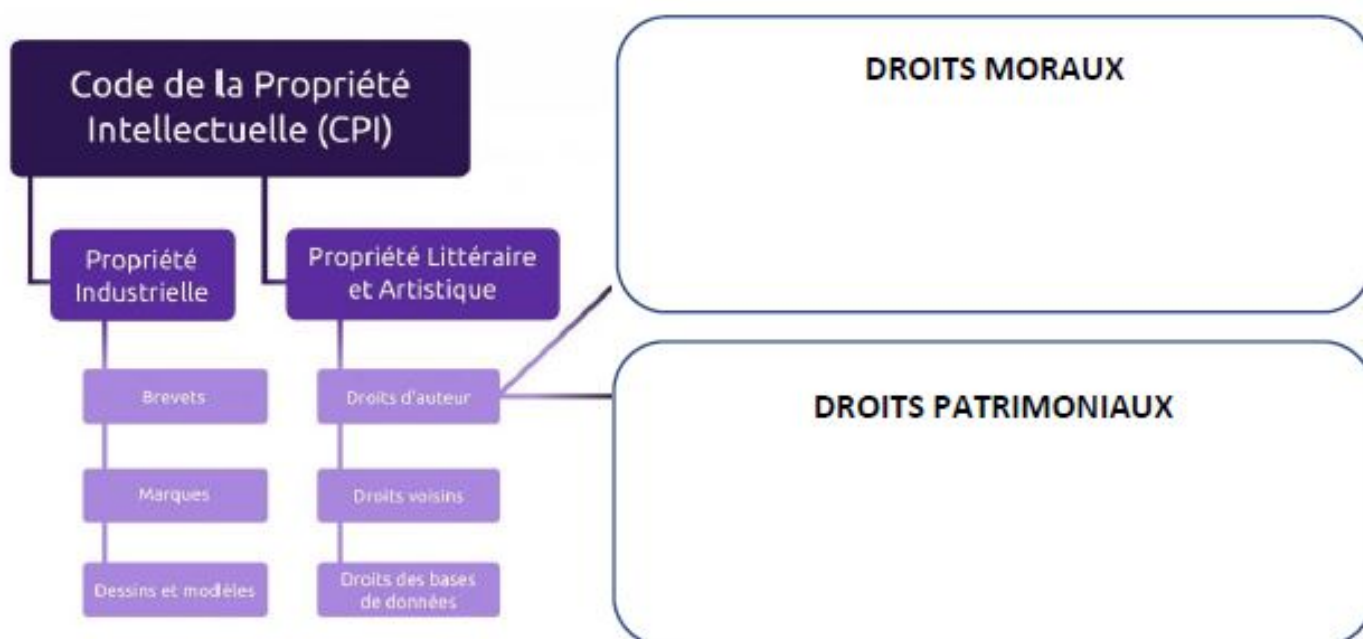 Code de la Propriété
Intellectuelle (CPI)
Propriété
Industrielle
Brevets
Marques
Dessins et modèles
Propriété Littéraire
et Artistique
Droits d'auteur
Droits voisins
Droits des bases
de données
DROITS MORAUX
DROITS PATRIMONIAUX